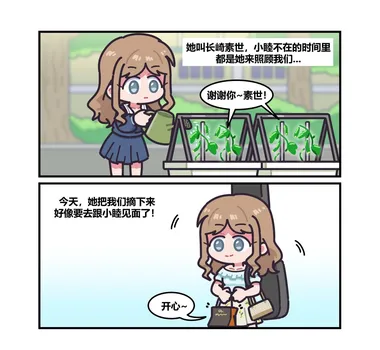 她叫长崎素世，小睦不在的时间里
都是她来照顾我们...
谢谢你~素世！
今天，她把我们摘下来
好像要去跟小睦见面了！
开心~